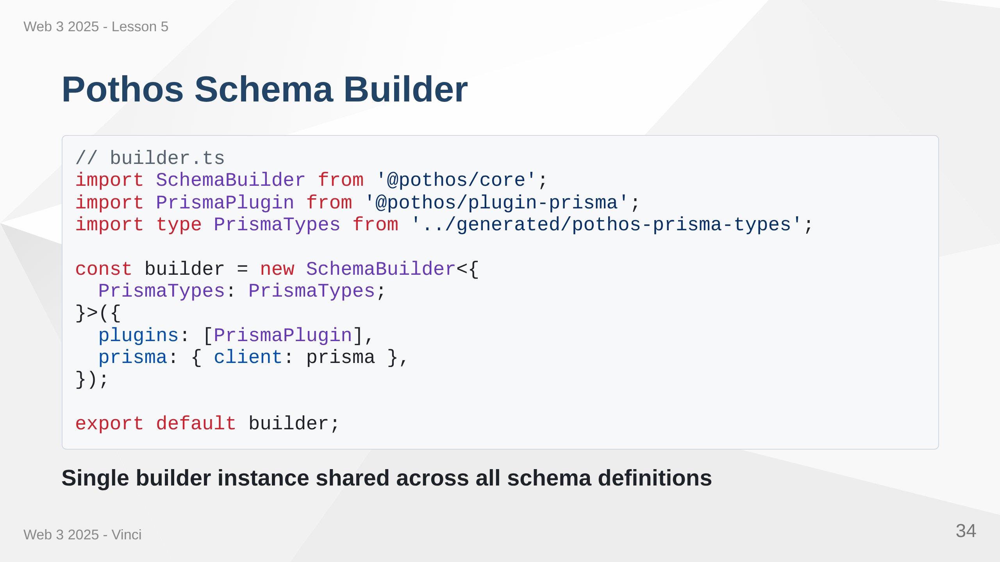 Web 3 2025 - Lesson 5
Pothos Schema Builder
// builder.ts
import SchemaBuilder from '@pothos/core';
import PrismaPlugin from '@pothos/plugin-prisma';
import type PrismaTypes from '../generated/pothos-prisma-types';

const builder = new SchemaBuilder<{
  PrismaTypes: PrismaTypes;
}>({
  plugins: [PrismaPlugin],
  prisma: { client: prisma },
});

export default builder;
Single builder instance shared across all schema definitions
Web 3 2025 - Vinci
34